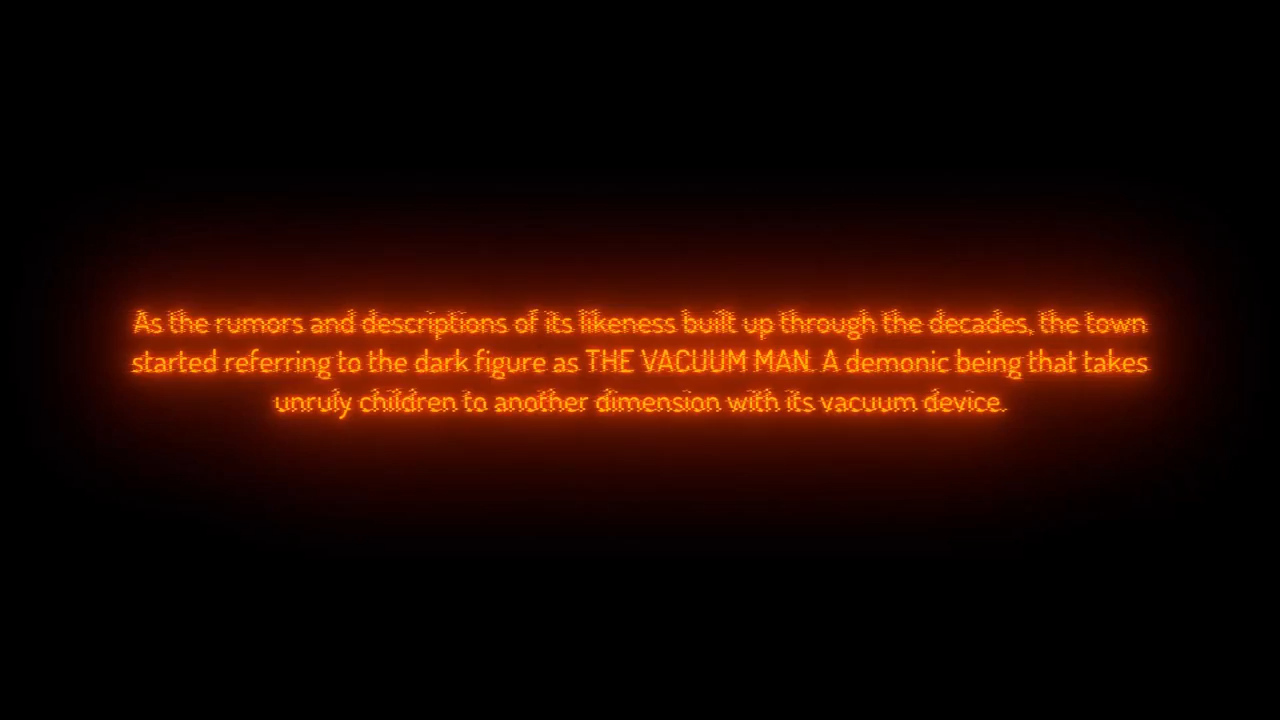 As the rumors and descriptions of its likeness built up through the decades, the town
started referring to the dark figure as THE VACUUM MAN. A demonic being that takes
unruly children to another dimension with its vacuum device.